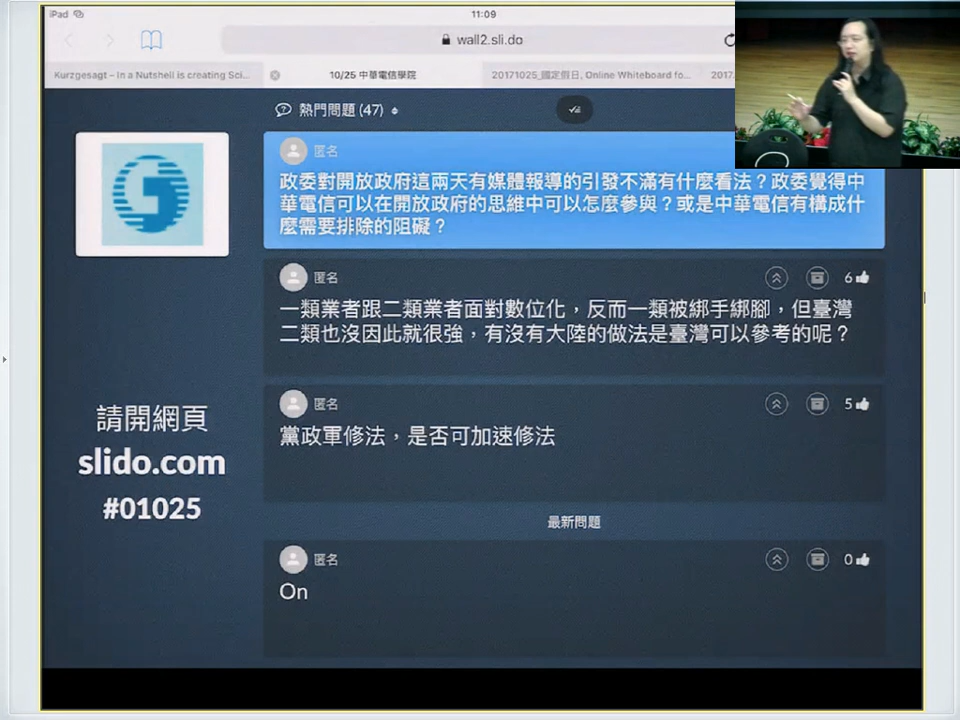 iPad
11:09
wall2.sli.do
Kurzgesagt – In a Nutshell is creating Sci...
10/25 中華電信學院
20171025_國定假日, Online Whiteboard fo...
2017.
熱門問題 (47)
匿名
政委對開放政府這兩天有媒體報導的引發不滿有什麼看法？政委覺得中
華電信可以在開放政府的思維中可以怎麼參與？或是中華電信有構成什
麼需要排除的阻礙？
匿名
6
一類業者跟二類業者面對數位化，反而一類被綁手綁腳，但臺灣
二類也沒因此就很強，有沒有大陸的做法是臺灣可以參考的呢？
匿名
5
黨政軍修法，是否可加速修法
請開網頁
slido.com
#01025
最新問題
匿名
0
On